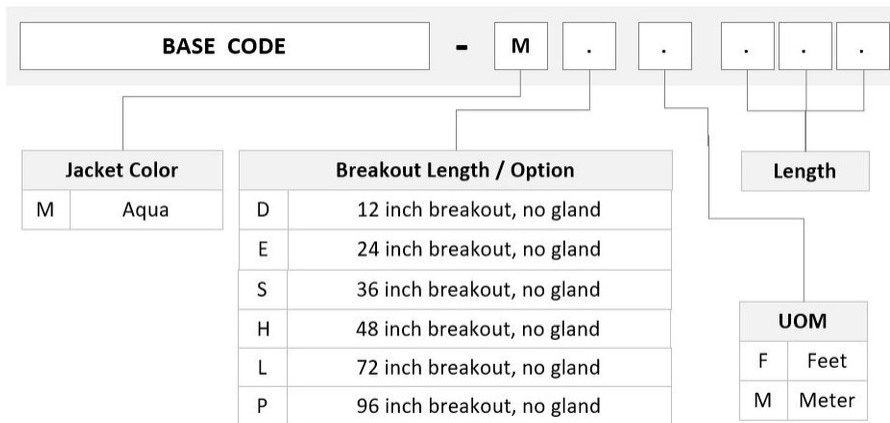 BASE CODE - M . . . . .
Jacket Color
M Aqua
Breakout Length / Option
D 12 inch breakout, no gland
E 24 inch breakout, no gland
S 36 inch breakout, no gland
H 48 inch breakout, no gland
L 72 inch breakout, no gland
P 96 inch breakout, no gland
Length
UOM
F Feet
M Meter